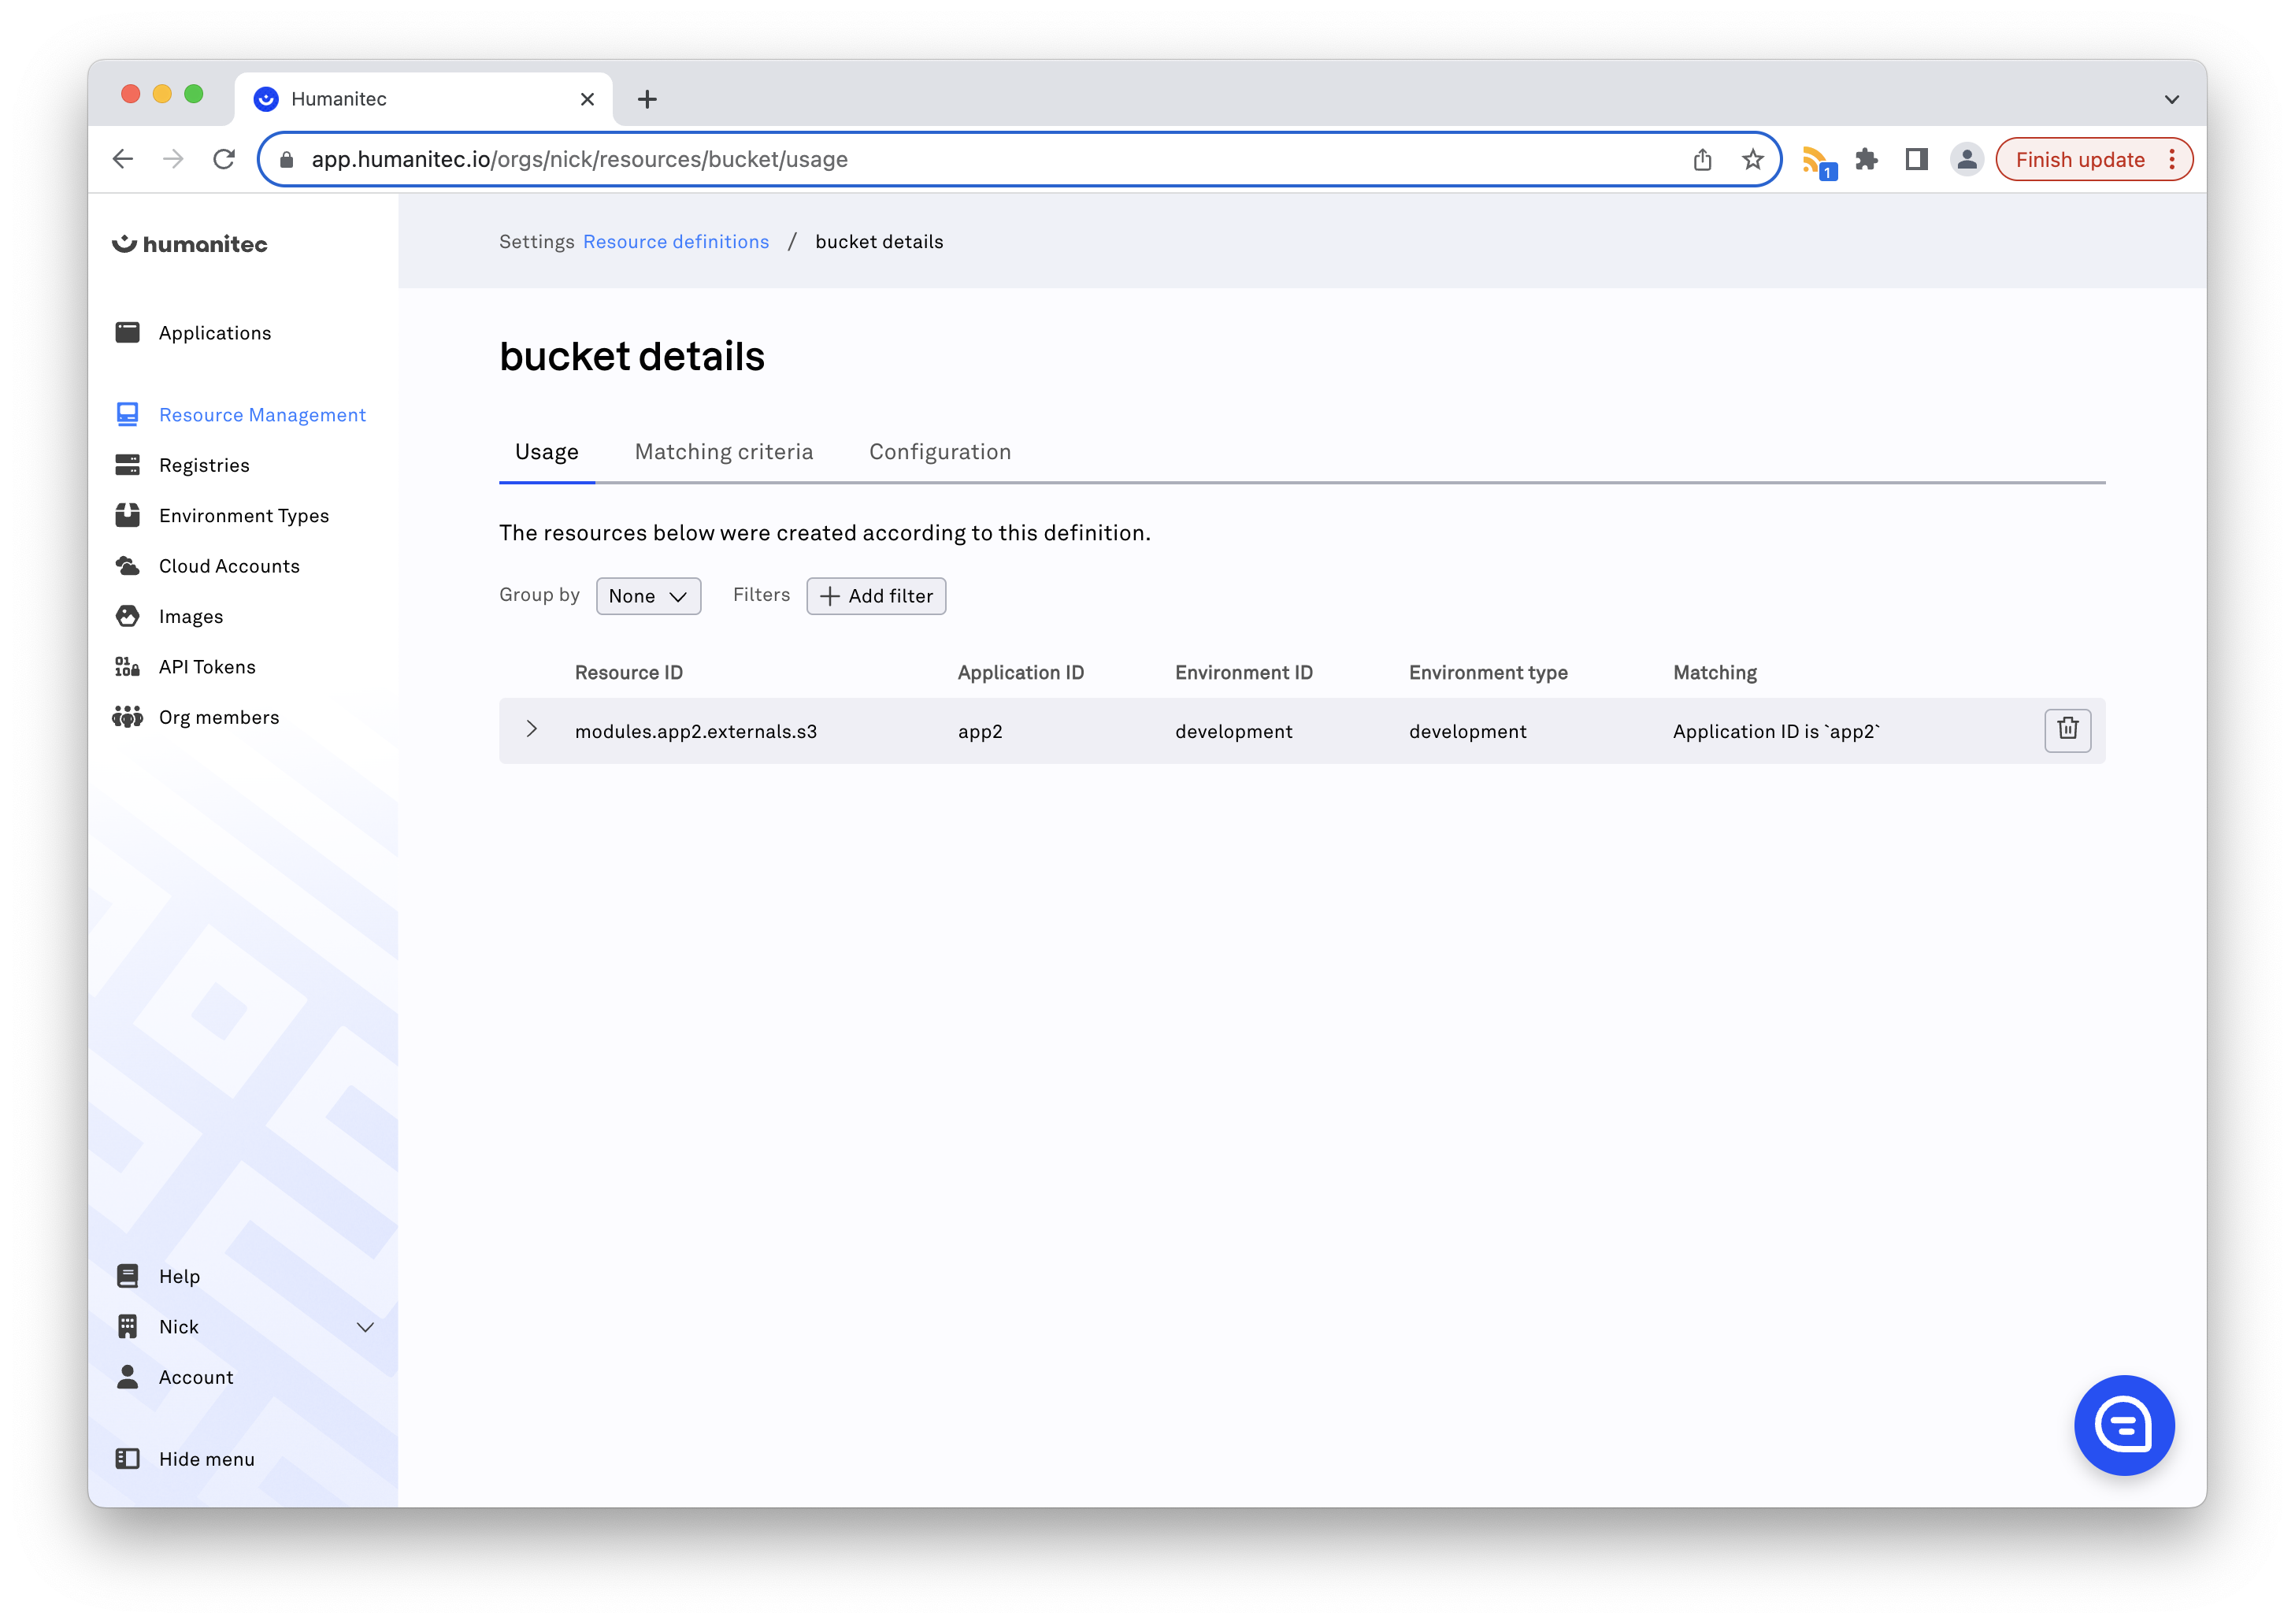 Humanitec
app.humanitec.io/orgs/nick/resources/bucket/usage
1
Finish update
humanitec
Applications
Resource Management
Registries
Environment Types
Cloud Accounts
Images
API Tokens
Org members
Help
Nick
Account
Hide menu
Settings Resource definitions / bucket details
bucket details
Usage Matching criteria Configuration
The resources below were created according to this definition.
Group by None Filters + Add filter
Resource ID Application ID Environment ID Environment type Matching
modules.app2.externals.s3 app2 development development Application ID is `app2`